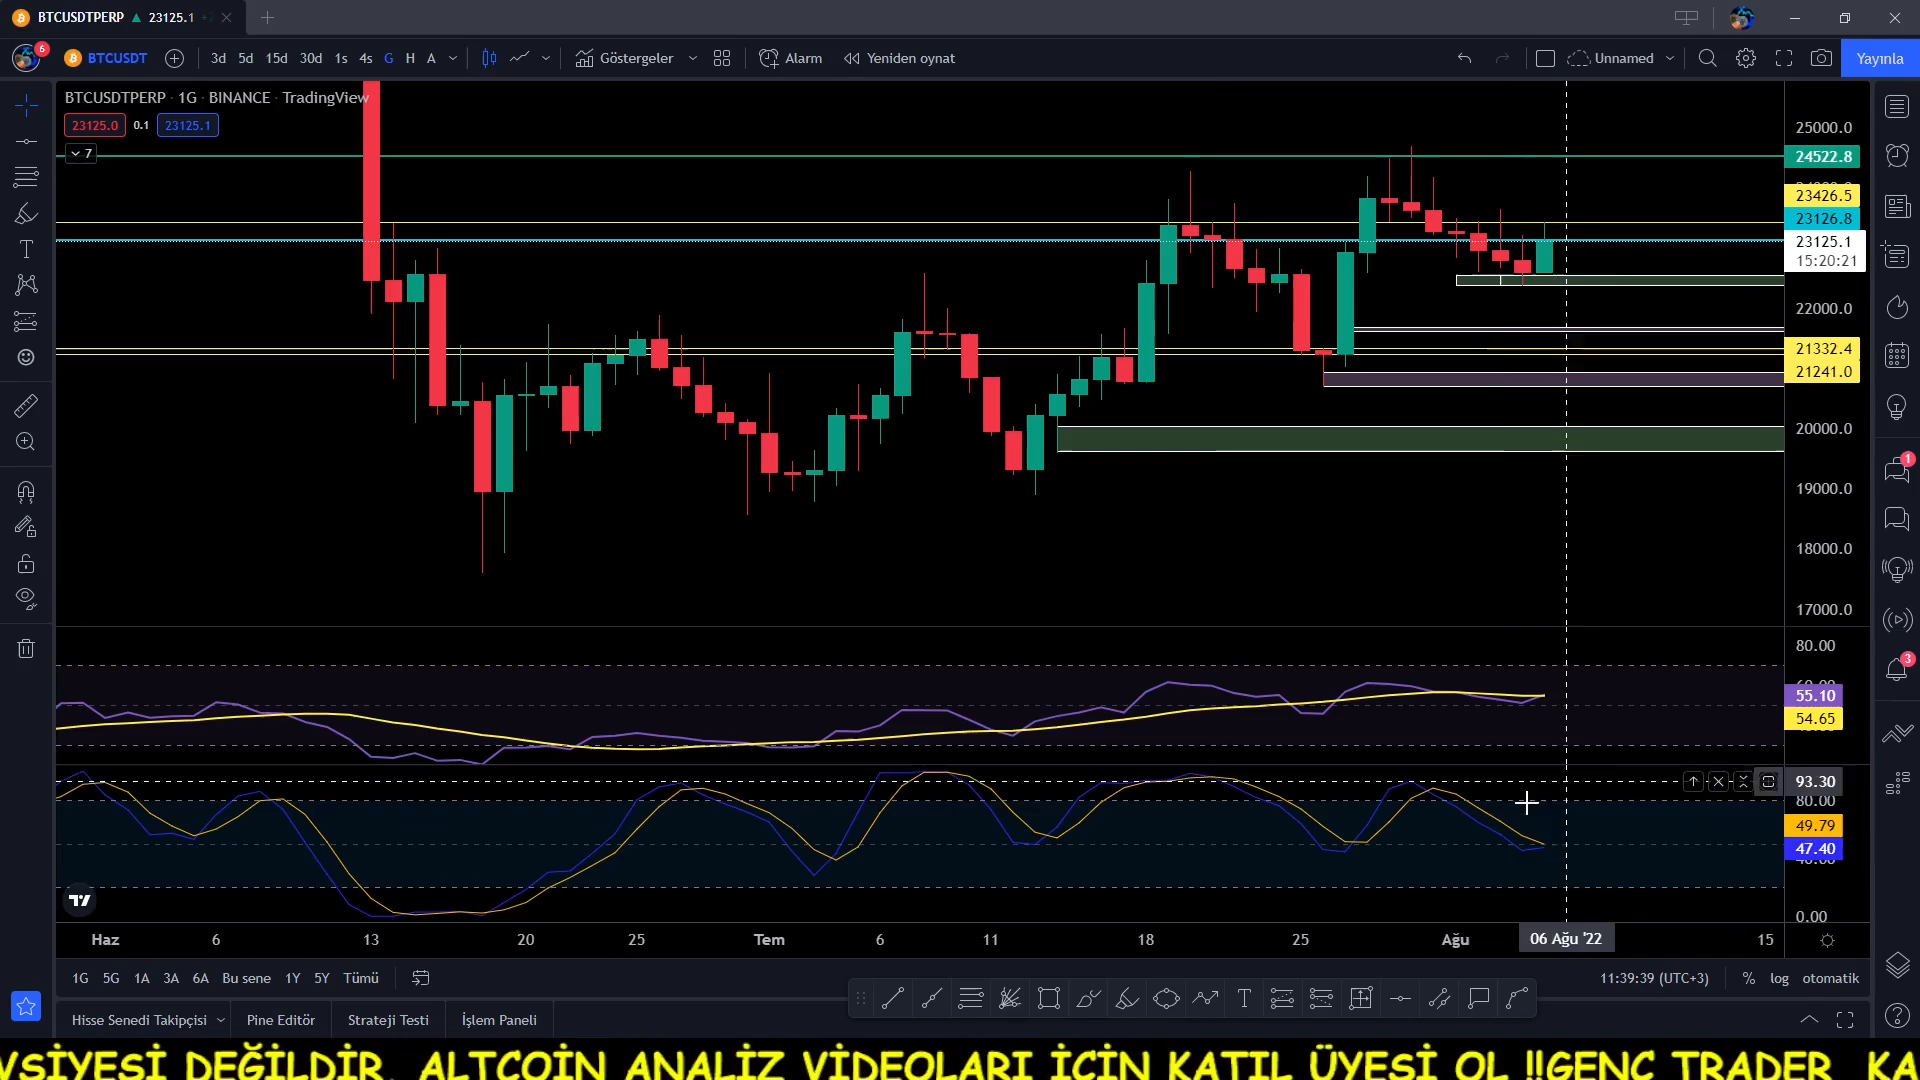 BTCUSDTPERP ▲ 23125.1
6
BTCUSDT
3d 5d 15d 30d 1s 4s G H A
Göstergeler
Alarm
Yeniden oynat
Unnamed
Yayınla
BTCUSDTPERP · 1G · BINANCE · TradingView
23125.0 0.1 23125.1
7
25000.0
24522.8
23426.5
23126.8
23125.1
15:20:21
22000.0
21332.4
21241.0
20000.0
19000.0
18000.0
17000.0
80.00
55.10
54.65
93.30
80.00
49.79
47.40
0.00
1
3
Haz 6 13 20 25 Tem 6 11 18 25 Ağu 06 Ağu '22 15
1G 5G 1A 3A 6A Bu sene 1Y 5Y Tümü
11:39:39 (UTC+3) % log otomatik
Hisse Senedi Takipçisi Pine Editör Strateji Testi İşlem Paneli
VSİYESİ DEĞİLDİR. ALTCOİN ANALİZ VİDEOLARI İÇİN KATIL ÜYESİ OL !!GENC TRADER KA